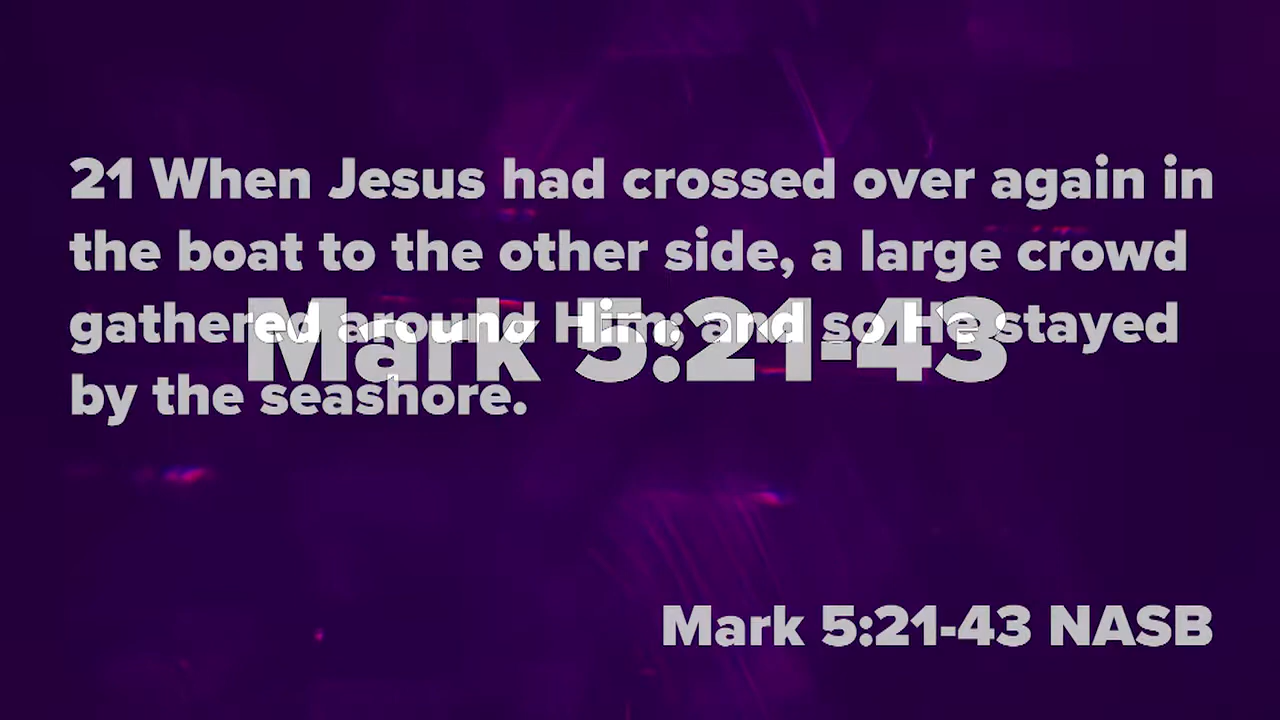 21 When Jesus had crossed over again in
the boat to the other side, a large crowd
gathered around Him; and so He stayed
Mark 5:21-43
by the seashore.
Mark 5:21-43 NASB